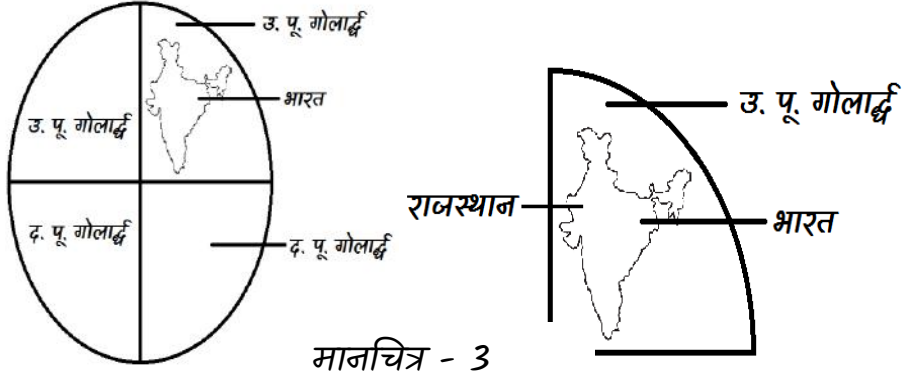 उ. पू. गोलार्द्ध
भारत
उ. पू. गोलार्द्ध
द. पू. गोलार्द्ध
द. पू. गोलार्द्ध
उ. पू. गोलार्द्ध
राजस्थान
भारत
मानचित्र - 3